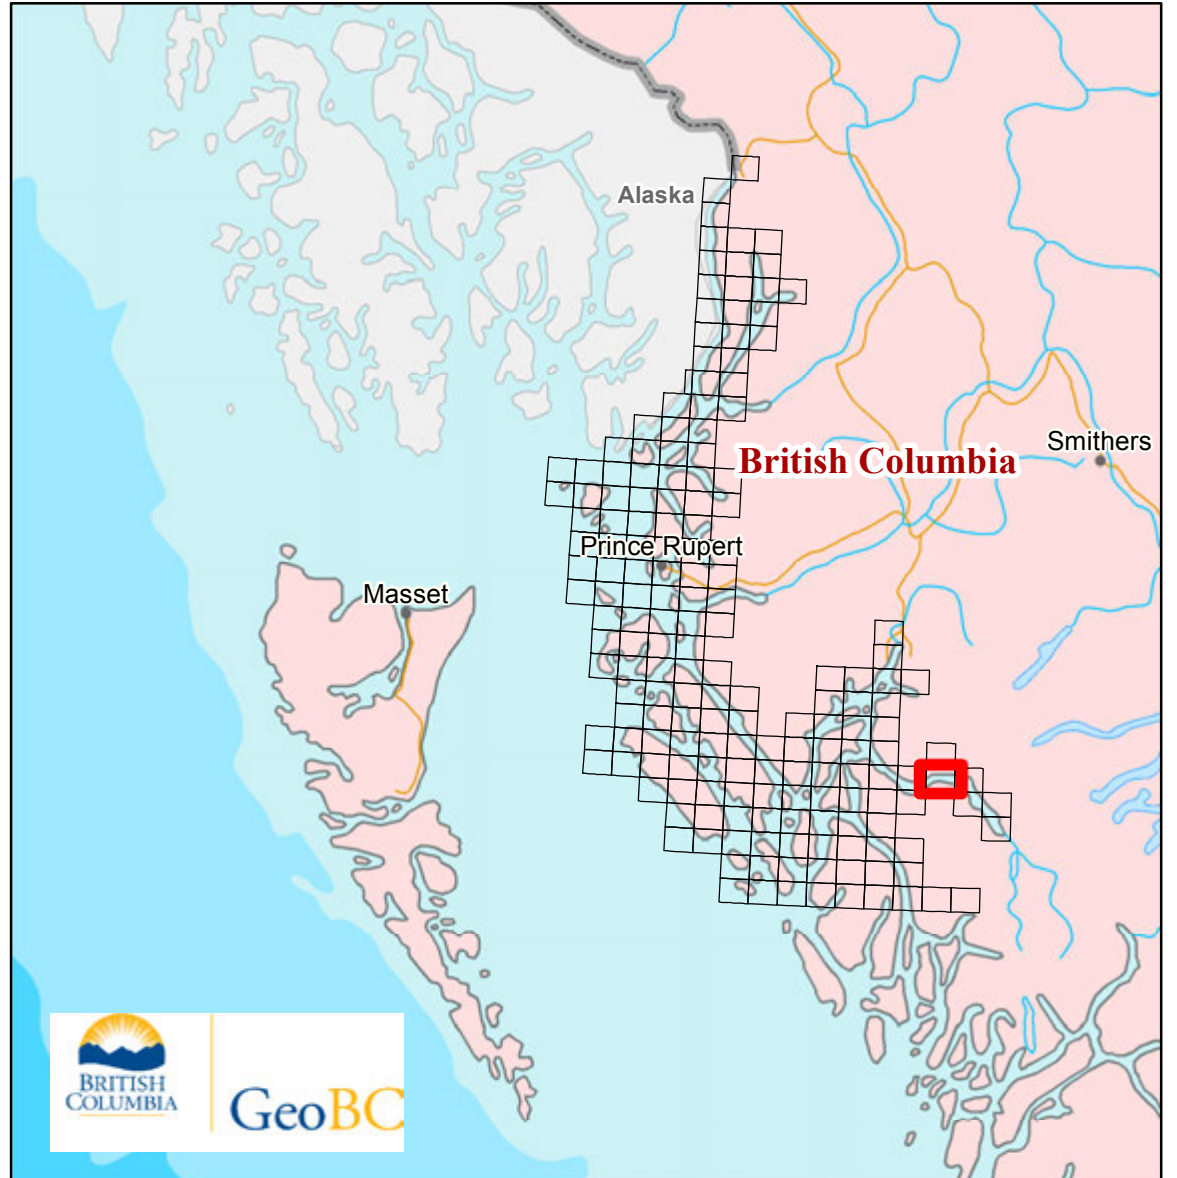 Alaska
Smithers
British Columbia
Prince Rupert
Masset
BRITISH
COLUMBIA
GeoBC